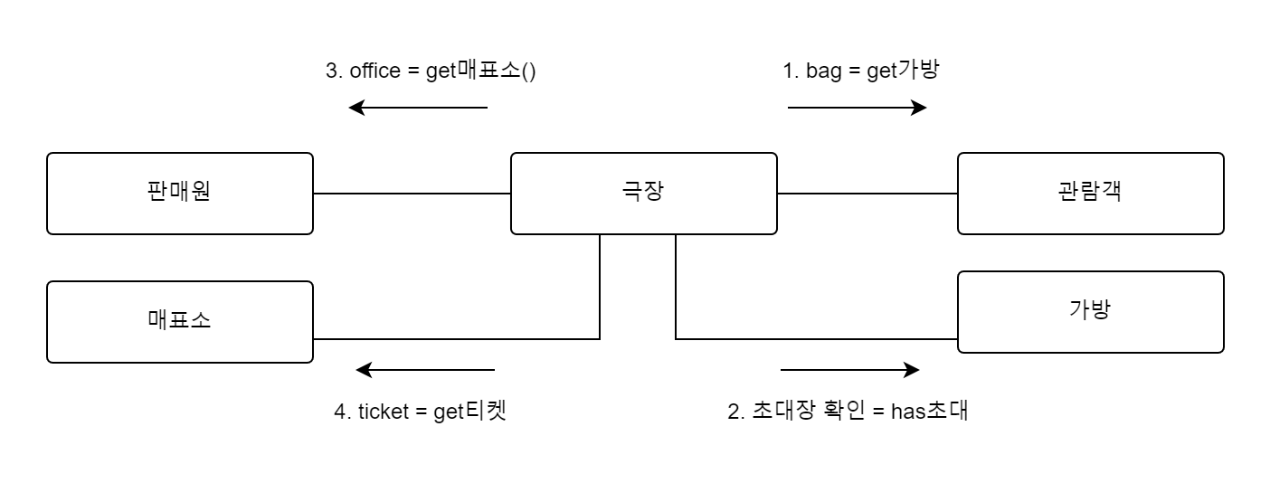 3. office = get매표소()
1. bag = get가방
판매원
극장
관람객
매표소
가방
4. ticket = get티켓
2. 초대장 확인 = has초대